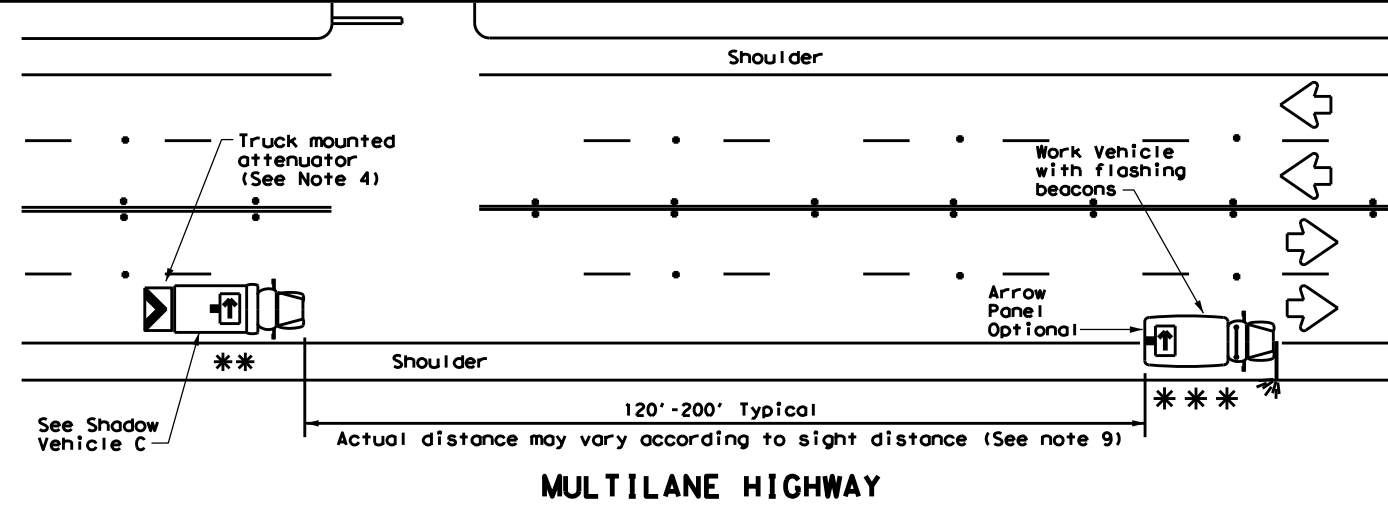 Shoulder
Truck mounted
attenuator
(See Note 4)
Work Vehicle
with flashing
beacons
Arrow
Panel
Optional
**
Shoulder
***
See Shadow
Vehicle C
120'-200' Typical
Actual distance may vary according to sight distance (See note 9)
MULTILANE HIGHWAY